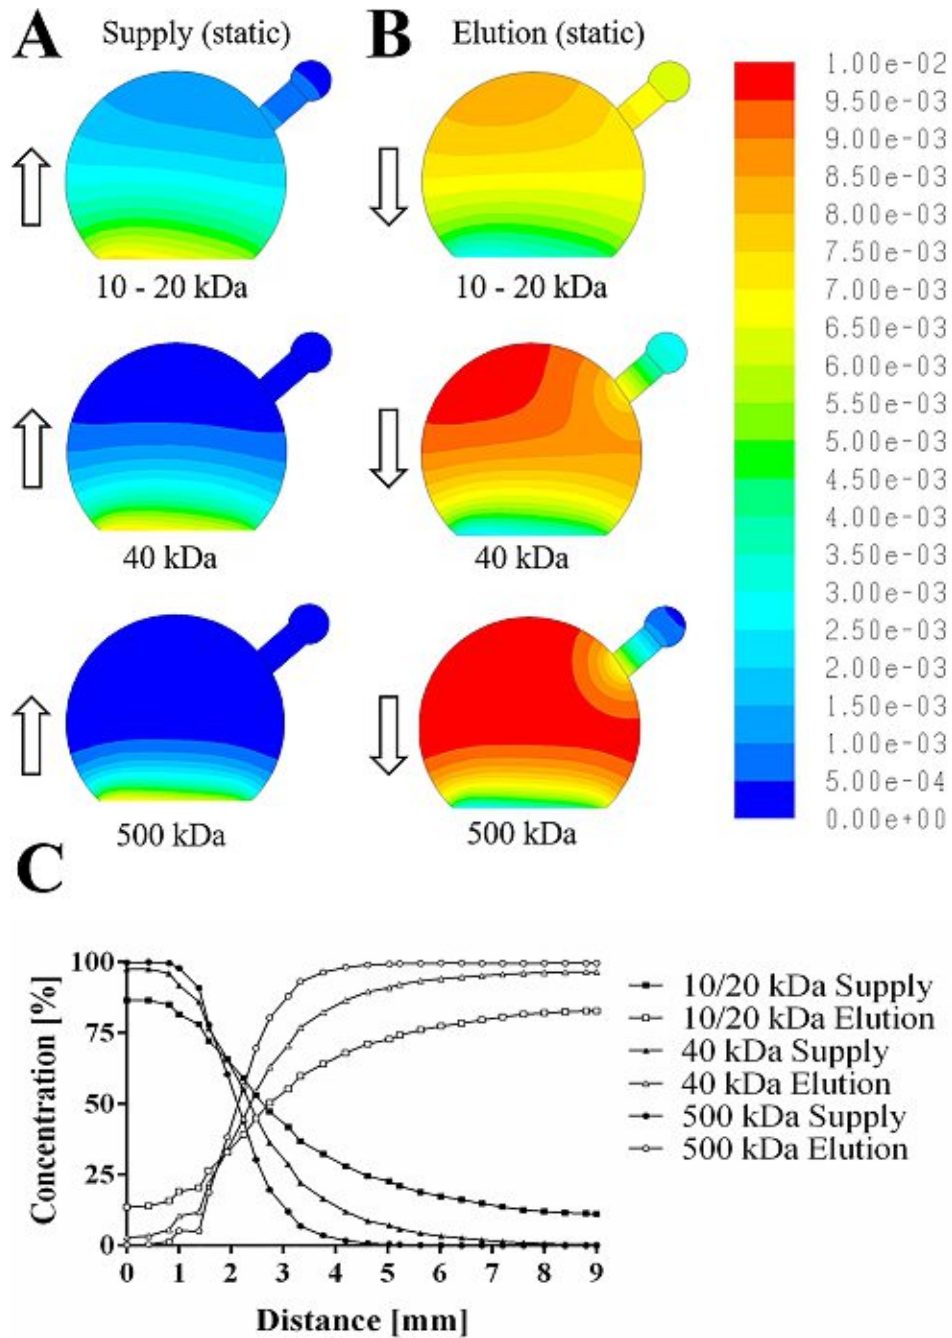 A Supply (static) B Elution (static)
10 - 20 kDa 10 - 20 kDa
40 kDa 40 kDa
500 kDa 500 kDa
1.00e-02
9.50e-03
9.00e-03
8.50e-03
8.00e-03
7.50e-03
7.00e-03
6.50e-03
6.00e-03
5.50e-03
5.00e-03
4.50e-03
4.00e-03
3.50e-03
3.00e-03
2.50e-03
2.00e-03
1.50e-03
1.00e-03
5.00e-04
0.00e+00
C
Concentration [%]
100
75
50
25
0
0 1 2 3 4 5 6 7 8 9
Distance [mm]
10/20 kDa Supply
10/20 kDa Elution
40 kDa Supply
40 kDa Elution
500 kDa Supply
500 kDa Elution